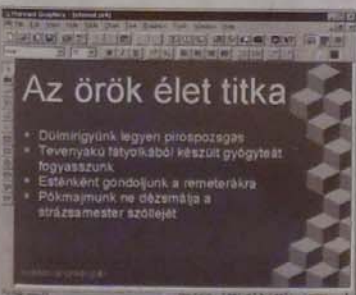 Az örök élet titka
Dülmirigyünk legyen pirospozsgás
Tevenyakú fátyolkából készült gyógyteát
fogyasszunk
Esténként gondoljunk a remeterákra
Pókmajmunk ne dézsmálja a
strázsamester szőllejét